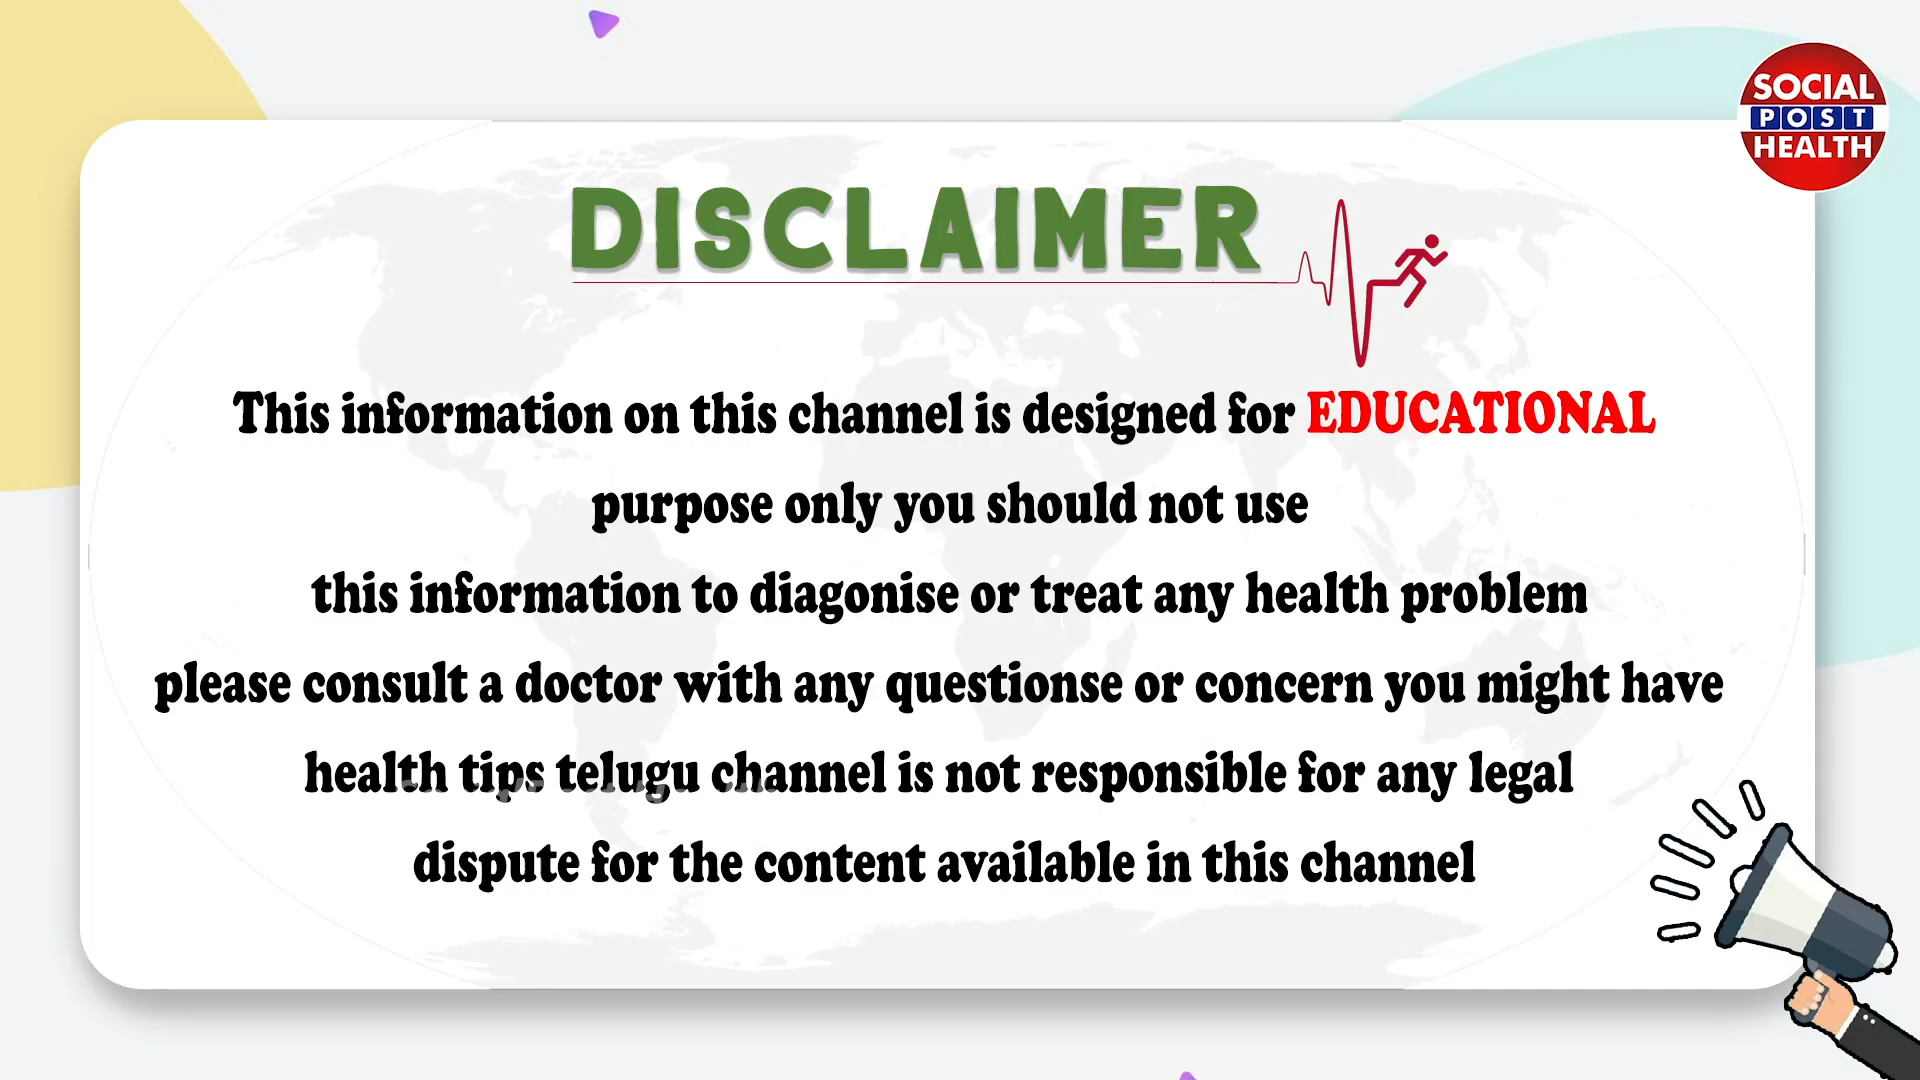 SOCIAL
POST
HEALTH
DISCLAIMER
This information on this channel is designed for EDUCATIONAL
purpose only you should not use
this information to diagonise or treat any health problem
please consult a doctor with any questionse or concern you might have
health tips telugu channel is not responsible for any legal
dispute for the content available in this channel